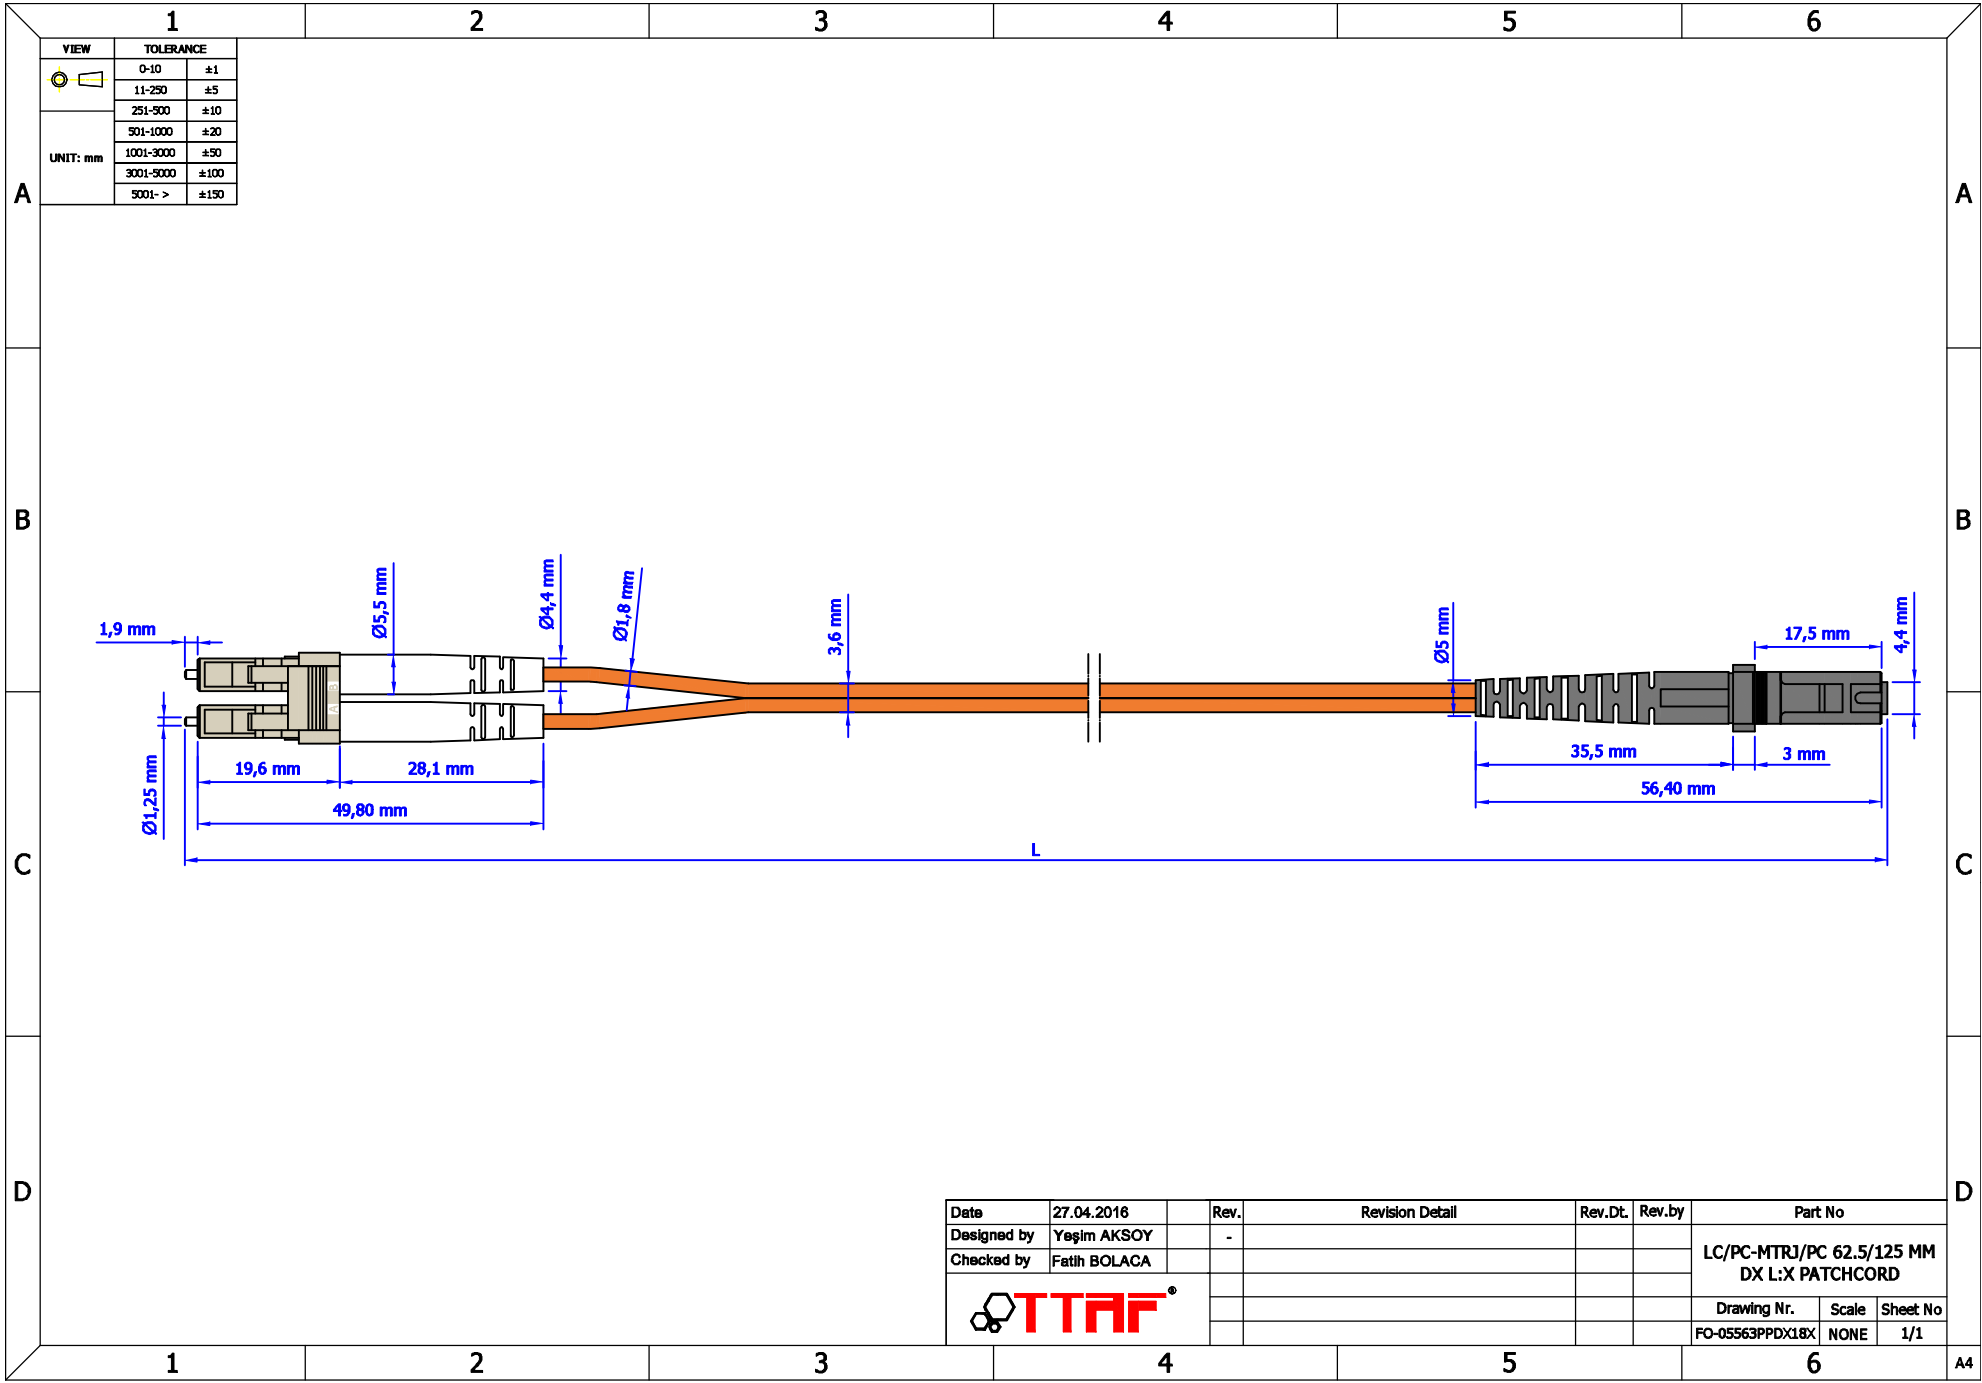 1 2 3 4 5 6
VIEW TOLERANCE
0-10 ±1
11-250 ±5
251-500 ±10
501-1000 ±20
UNIT: mm
1001-3000 ±50
3001-5000 ±100
5001- > ±150
A A
B B
1,9 mm
Ø5,5 mm
Ø4,4 mm
Ø1,8 mm
3,6 mm
Ø5 mm
17,5 mm
4,4 mm
A B
A B
19,6 mm
28,1 mm
Ø1,25 mm
49,80 mm
35,5 mm
3 mm
56,40 mm
L
C C
D D
Date 27.04.2016 Rev. Revision Detail Rev.Dt. Rev.by Part No
Designed by Yeşim AKSOY -
Checked by Fatih BOLACA
LC/PC-MTRJ/PC 62.5/125 MM
DX L:X PATCHCORD
TTAF®
Drawing Nr. Scale Sheet No
FO-05563PPDX18X NONE 1/1
1 2 3 4 5 6 A4